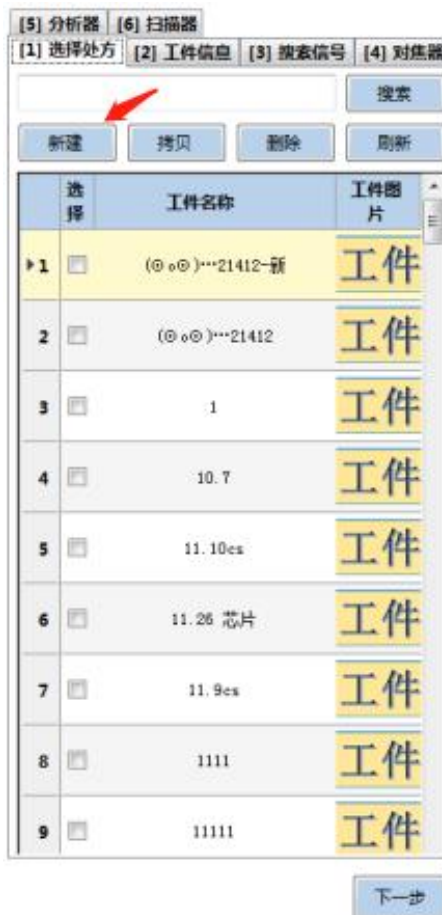 [5] 分析器 [6] 扫描器
[1] 选择处方 [2] 工件信息 [3] 搜索信号 [4] 对焦器
搜索
新建 拷贝 删除 刷新
选择 工件名称 工件图片
1 (⊙o⊙)…21412-新 工件
2 (⊙o⊙)…21412 工件
3 1 工件
4 10.7 工件
5 11.10cs 工件
6 11.26 芯片 工件
7 11.9cs 工件
8 1111 工件
9 11111 工件
下一步